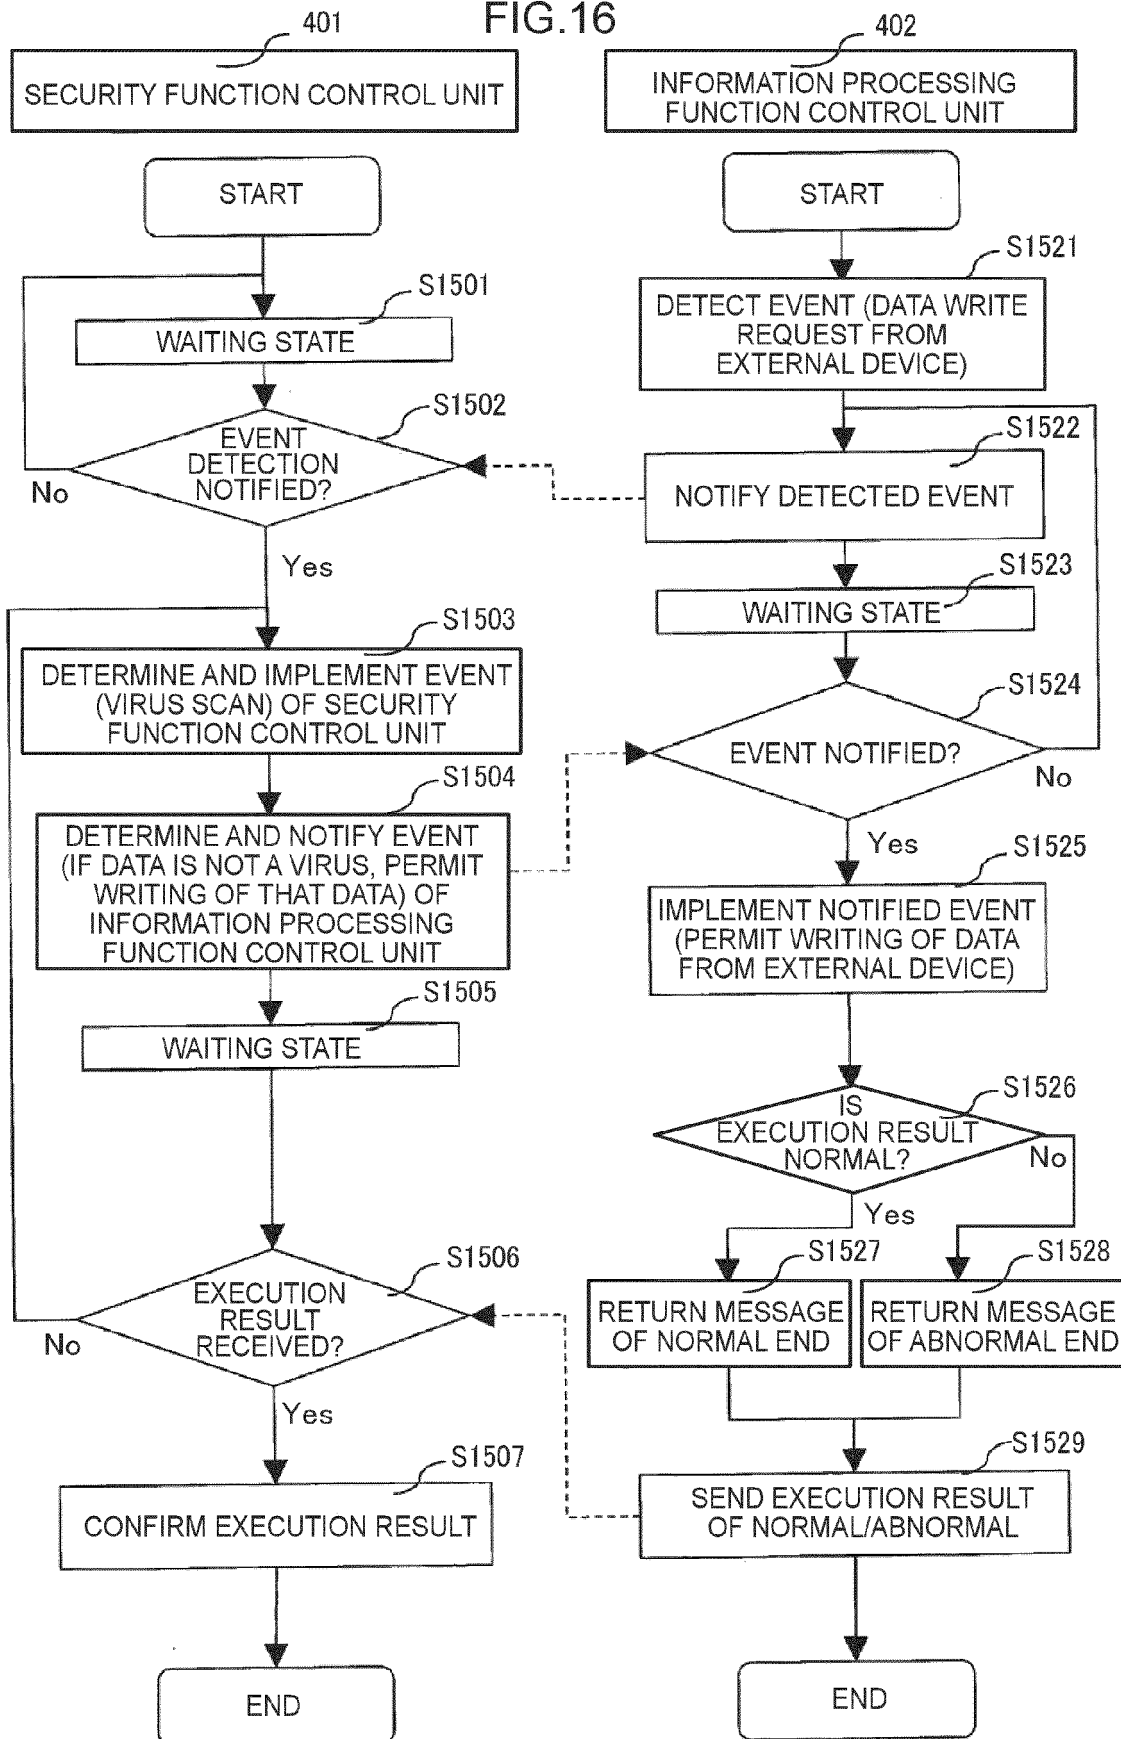 FIG.16
401
SECURITY FUNCTION CONTROL UNIT
START
S1501
WAITING STATE
S1502
EVENT
DETECTION
NOTIFIED?
No
Yes
S1503
DETERMINE AND IMPLEMENT EVENT
(VIRUS SCAN) OF SECURITY
FUNCTION CONTROL UNIT
S1504
DETERMINE AND NOTIFY EVENT
(IF DATA IS NOT A VIRUS, PERMIT
WRITING OF THAT DATA) OF
INFORMATION PROCESSING
FUNCTION CONTROL UNIT
S1505
WAITING STATE
S1506
EXECUTION
RESULT
RECEIVED?
No
Yes
S1507
CONFIRM EXECUTION RESULT
END
402
INFORMATION PROCESSING
FUNCTION CONTROL UNIT
START
S1521
DETECT EVENT (DATA WRITE
REQUEST FROM
EXTERNAL DEVICE)
S1522
NOTIFY DETECTED EVENT
S1523
WAITING STATE
S1524
EVENT NOTIFIED?
No
Yes
S1525
IMPLEMENT NOTIFIED EVENT
(PERMIT WRITING OF DATA
FROM EXTERNAL DEVICE)
S1526
IS
EXECUTION RESULT
NORMAL?
No
Yes
S1527
RETURN MESSAGE
OF NORMAL END
S1528
RETURN MESSAGE
OF ABNORMAL END
S1529
SEND EXECUTION RESULT
OF NORMAL/ABNORMAL
END